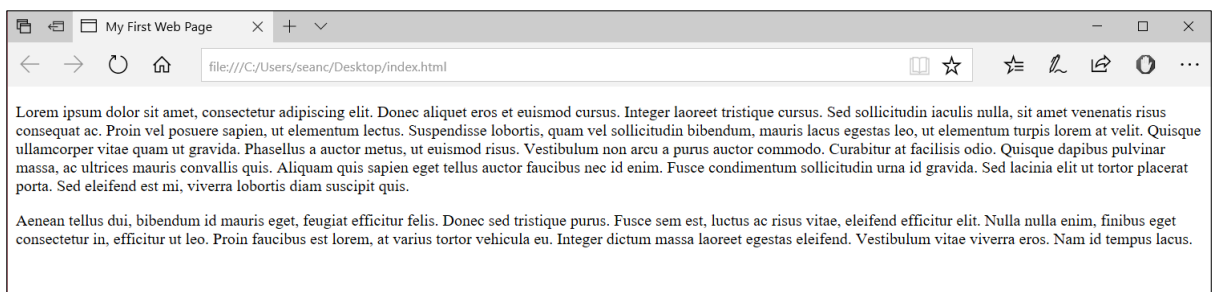 My First Web Page
file:///C:/Users/seanc/Desktop/index.html
Lorem ipsum dolor sit amet, consectetur adipiscing elit. Donec aliquet eros et euismod cursus. Integer laoreet tristique cursus. Sed sollicitudin iaculis nulla, sit amet venenatis risus
consequat ac. Proin vel posuere sapien, ut elementum lectus. Suspendisse lobortis, quam vel sollicitudin bibendum, mauris lacus egestas leo, ut elementum turpis lorem at velit. Quisque
ullamcorper vitae quam ut gravida. Phasellus a auctor metus, ut euismod risus. Vestibulum non arcu a purus auctor commodo. Curabitur at facilisis odio. Quisque dapibus pulvinar
massa, ac ultrices mauris convallis quis. Aliquam quis sapien eget tellus auctor faucibus nec id enim. Fusce condimentum sollicitudin urna id gravida. Sed lacinia elit ut tortor placerat
porta. Sed eleifend est mi, viverra lobortis diam suscipit quis.
Aenean tellus dui, bibendum id mauris eget, feugiat efficitur felis. Donec sed tristique purus. Fusce sem est, luctus ac risus vitae, eleifend efficitur elit. Nulla nulla enim, finibus eget
consectetur in, efficitur ut leo. Proin faucibus est lorem, at varius tortor vehicula eu. Integer dictum massa laoreet egestas eleifend. Vestibulum vitae viverra eros. Nam id tempus lacus.